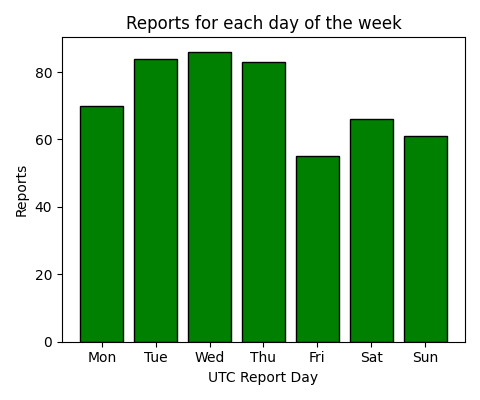 Reports for each day of the week
80
60
40
20
0
Reports
Mon Tue Wed Thu Fri Sat Sun
UTC Report Day